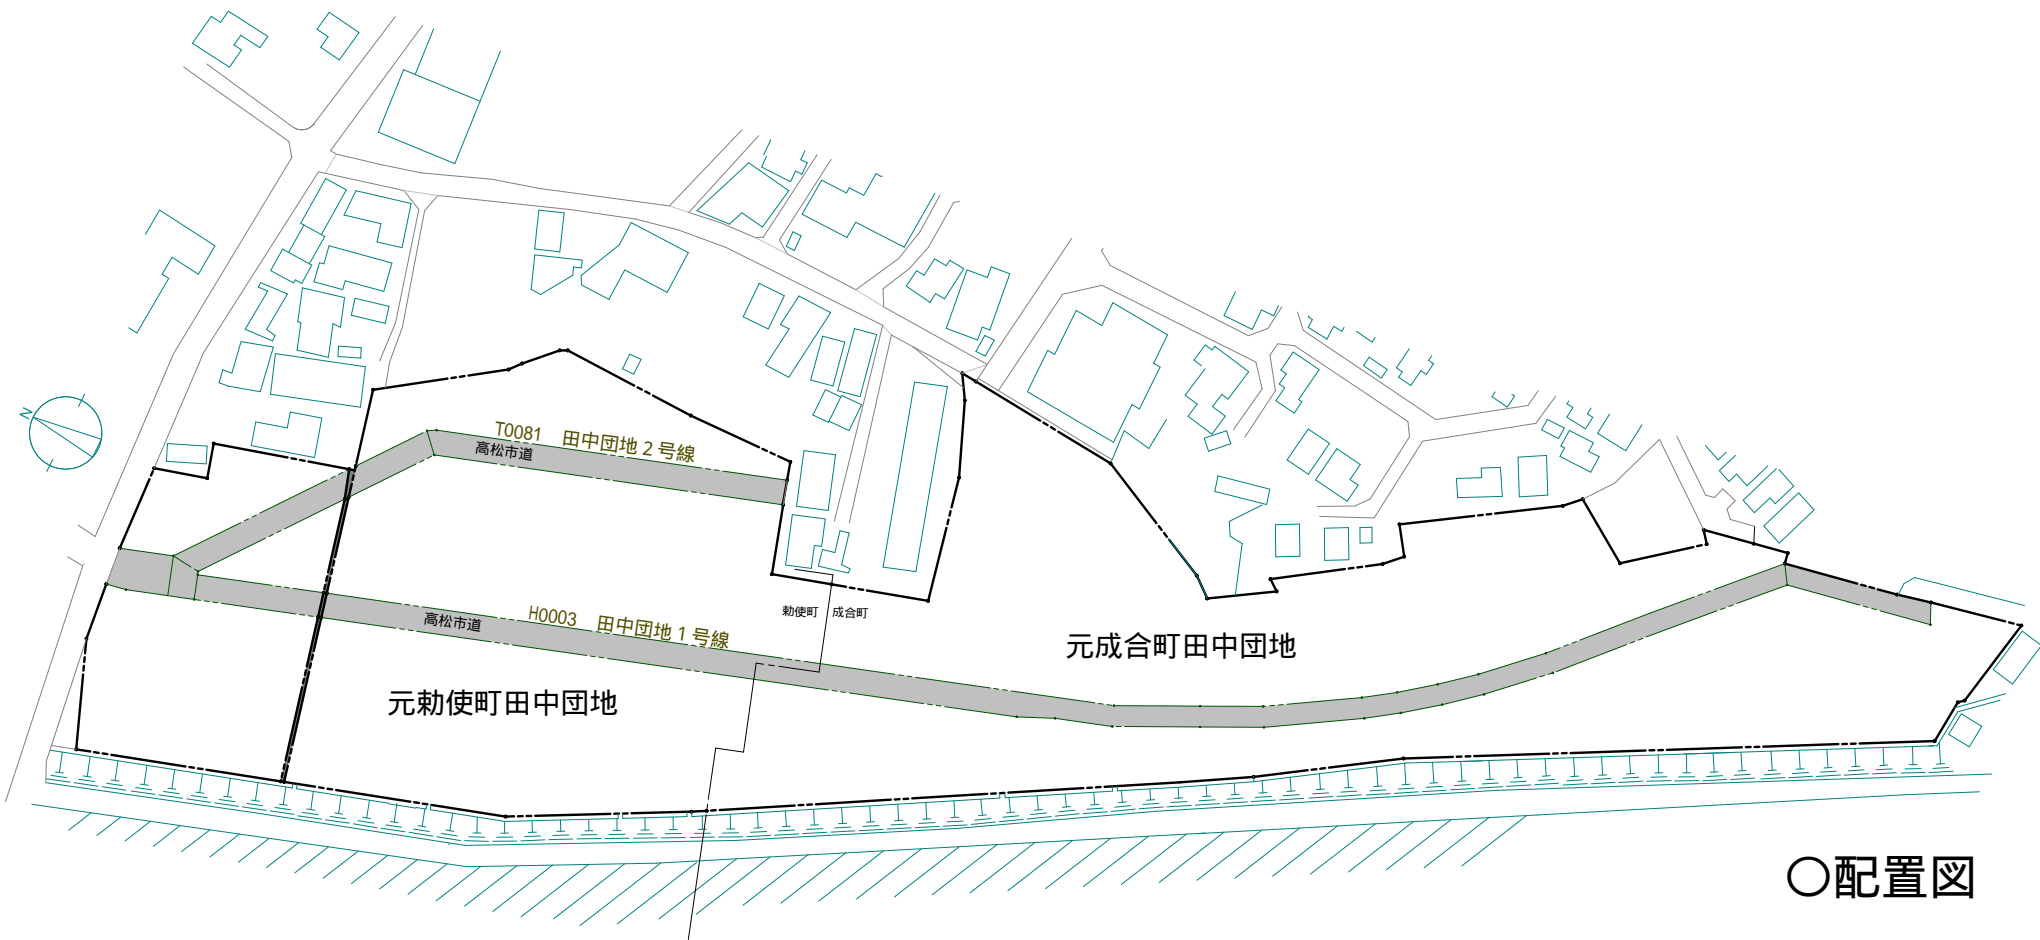 N
T0081 田中団地２号線
高松市道
H0003 田中団地１号線
高松市道
勅使町 成合町
元成合町田中団地
元勅使町田中団地
○配置図